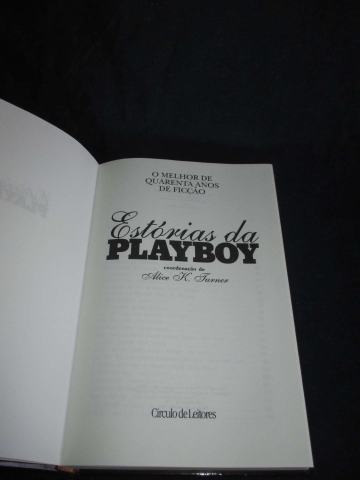 O MELHOR DE
QUARENTA ANOS
DE FICÇÃO
Estórias da
PLAYBOY
coordenação de
Alice K. Turner
Círculo de Leitores